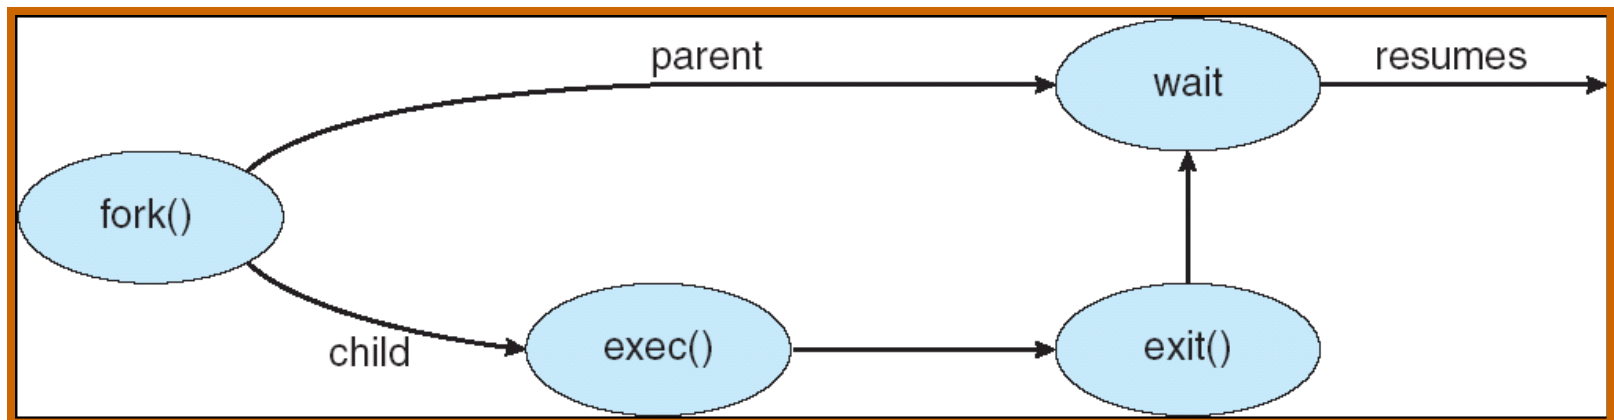 parent
wait
resumes
fork()
child
exec()
exit()